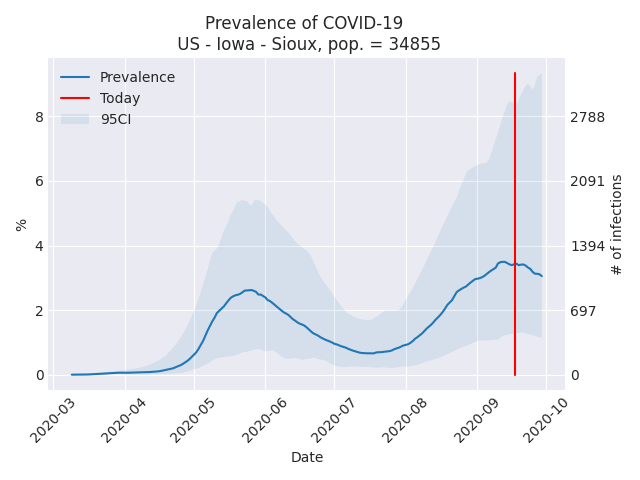 Prevalence of COVID-19
US - Iowa - Sioux, pop. = 34855
Prevalence
Today
95CI
8
6
4
2
0
%
2788
2091
1394
697
0
# of infections
2020-03
2020-04
2020-05
2020-06
2020-07
2020-08
2020-09
2020-10
Date